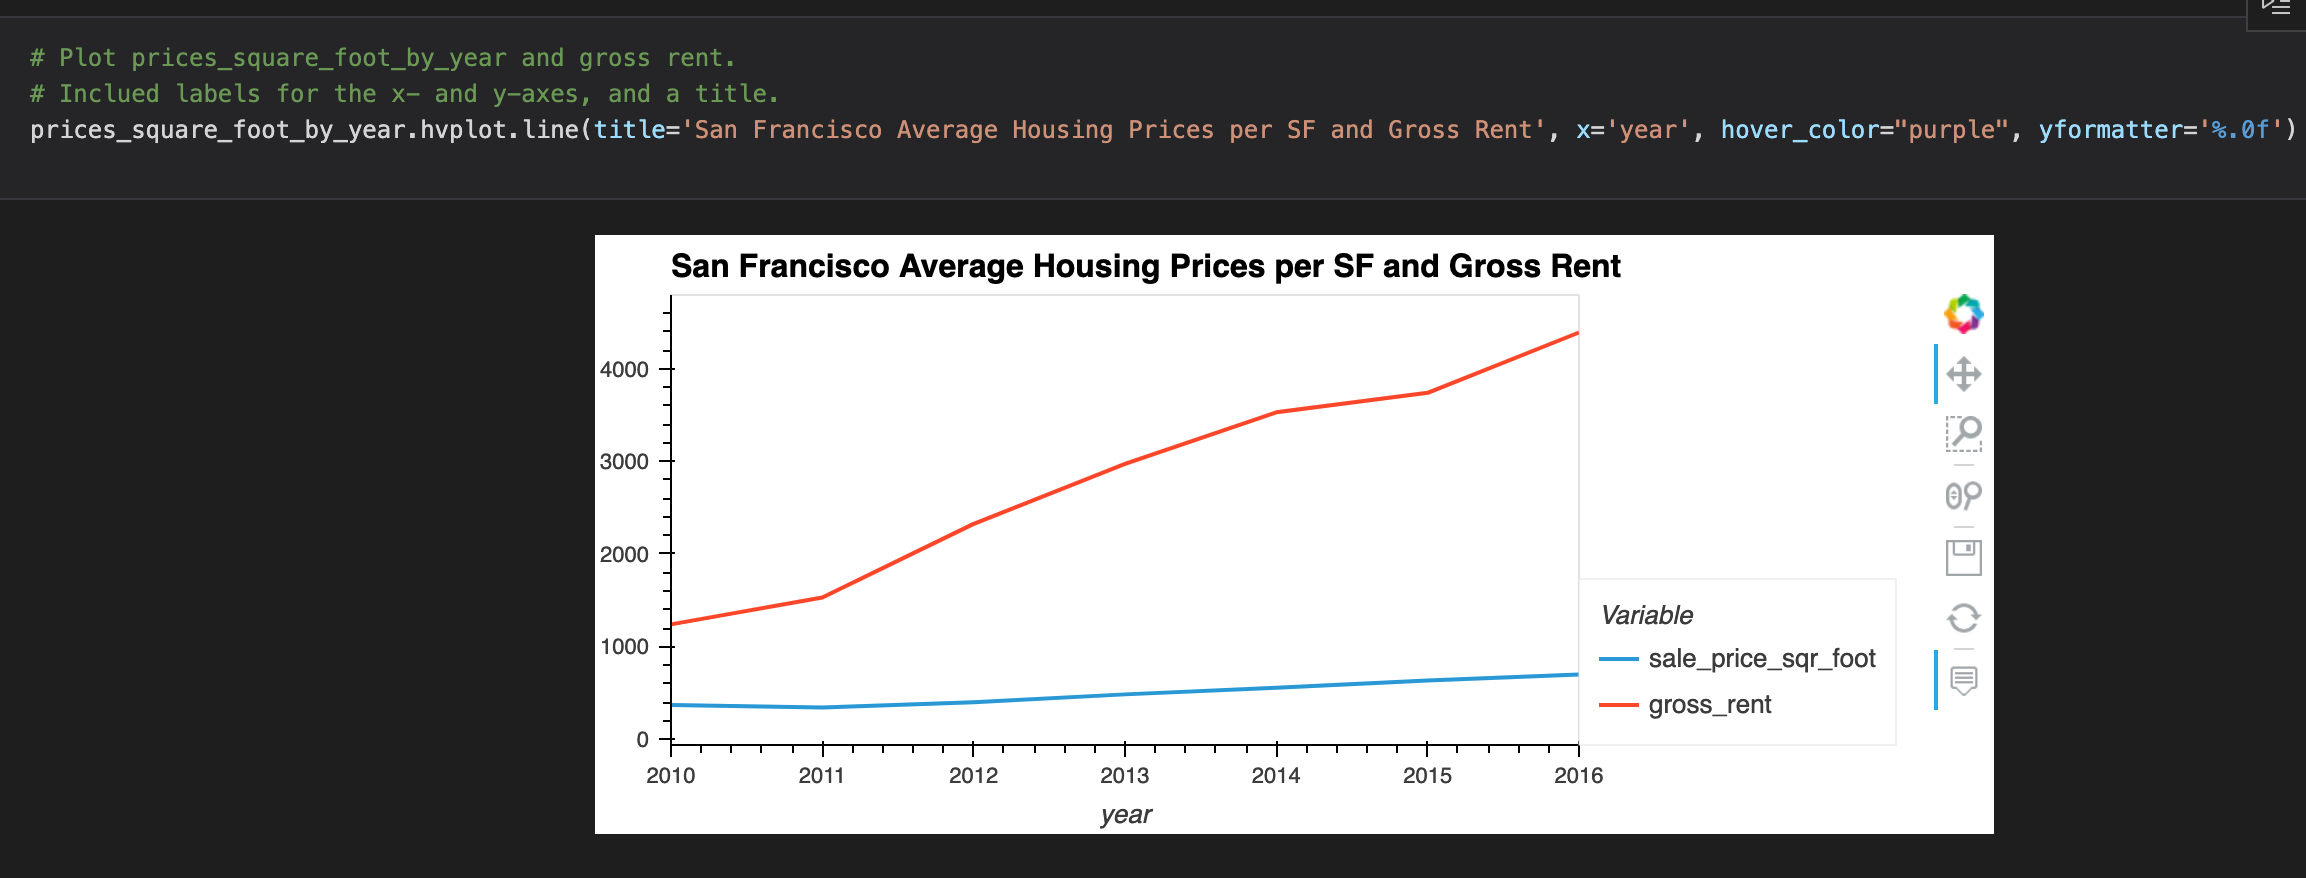 # Plot prices_square_foot_by_year and gross rent.
# Inclued labels for the x- and y-axes, and a title.
prices_square_foot_by_year.hvplot.line(title='San Francisco Average Housing Prices per SF and Gross Rent', x='year', hover_color="purple", yformatter='%.0f')
San Francisco Average Housing Prices per SF and Gross Rent
4000
3000
2000
1000
0
2010 2011 2012 2013 2014 2015 2016
year
Variable
sale_price_sqr_foot
gross_rent